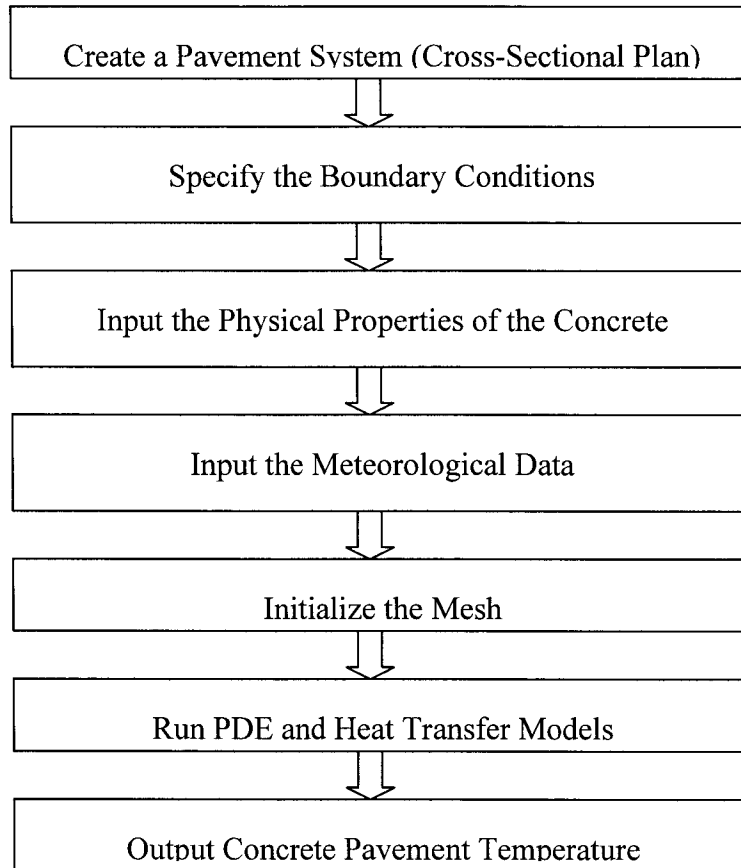 Create a Pavement System (Cross-Sectional Plan)
Specify the Boundary Conditions
Input the Physical Properties of the Concrete
Input the Meteorological Data
Initialize the Mesh
Run PDE and Heat Transfer Models
Output Concrete Pavement Temperature